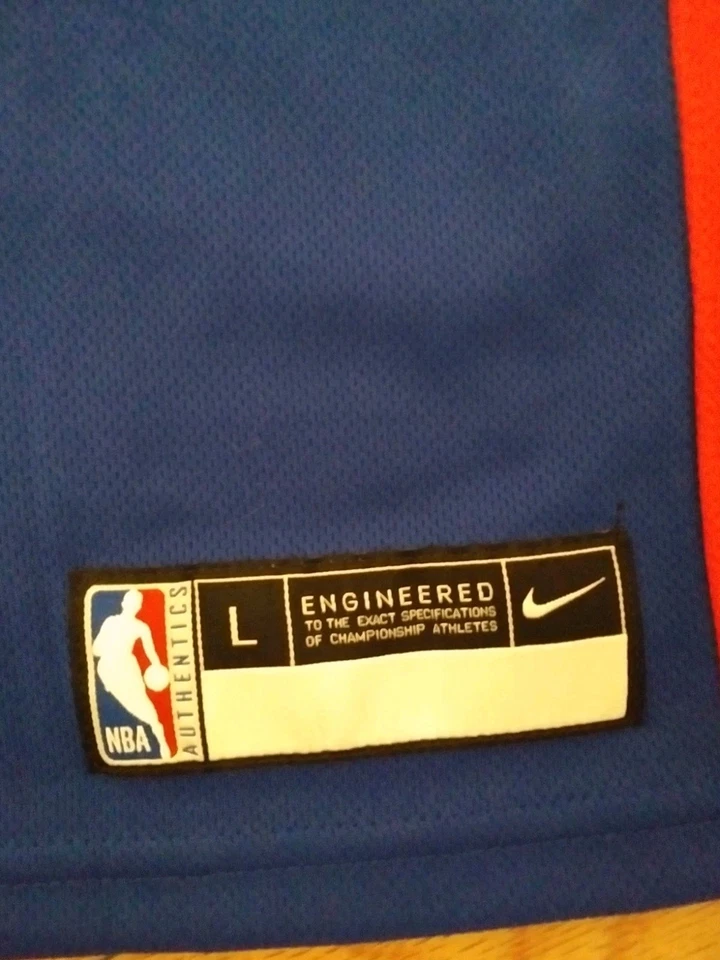 NBA
AUTHENTICS
L
ENGINEERED
TO THE EXACT SPECIFICATIONS
OF CHAMPIONSHIP ATHLETES